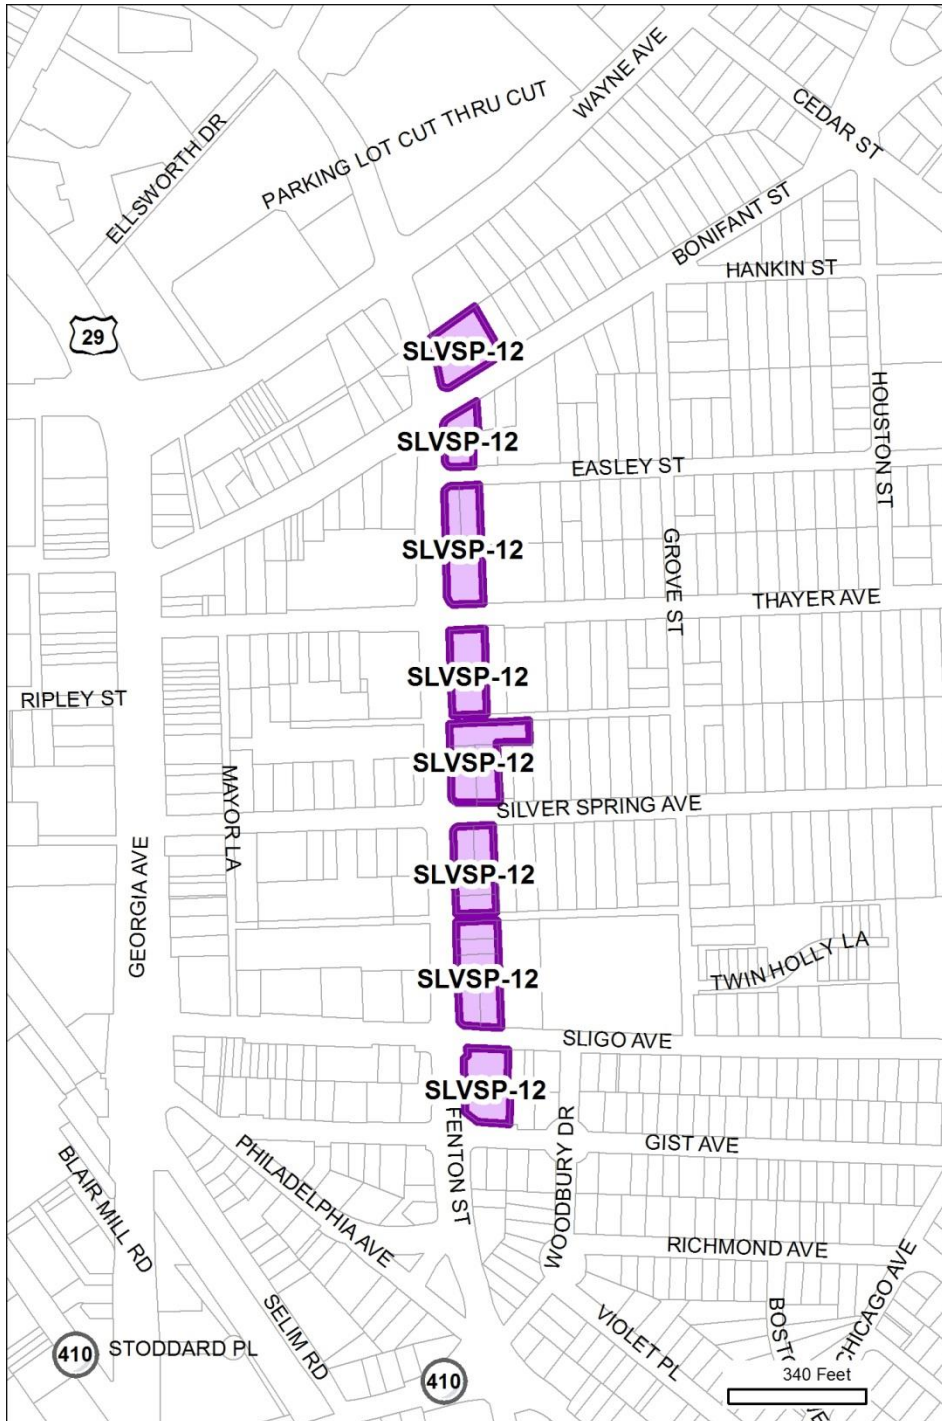 WAYNE AVE
CEDAR ST
PARKING LOT CUT THRU CUT
ELLSWORTH DR
BONIFANT ST
HANKIN ST
29
SLVSP-12
HOUSTON ST
SLVSP-12
EASLEY ST
SLVSP-12
GROVE ST
THAYER AVE
SLVSP-12
RIPLEY ST
SLVSP-12
MAYOR LA
SILVER SPRING AVE
GEORGIA AVE
SLVSP-12
TWIN HOLLY LA
SLVSP-12
SLIGO AVE
SLVSP-12
FENTON ST
WOODBURY DR
GIST AVE
PHILADELPHIA AVE
BLAIR MILL RD
RICHMOND AVE
CHICAGO AVE
SELIM RD
VIOLET PL
410
STODDARD PL
410
340 Feet